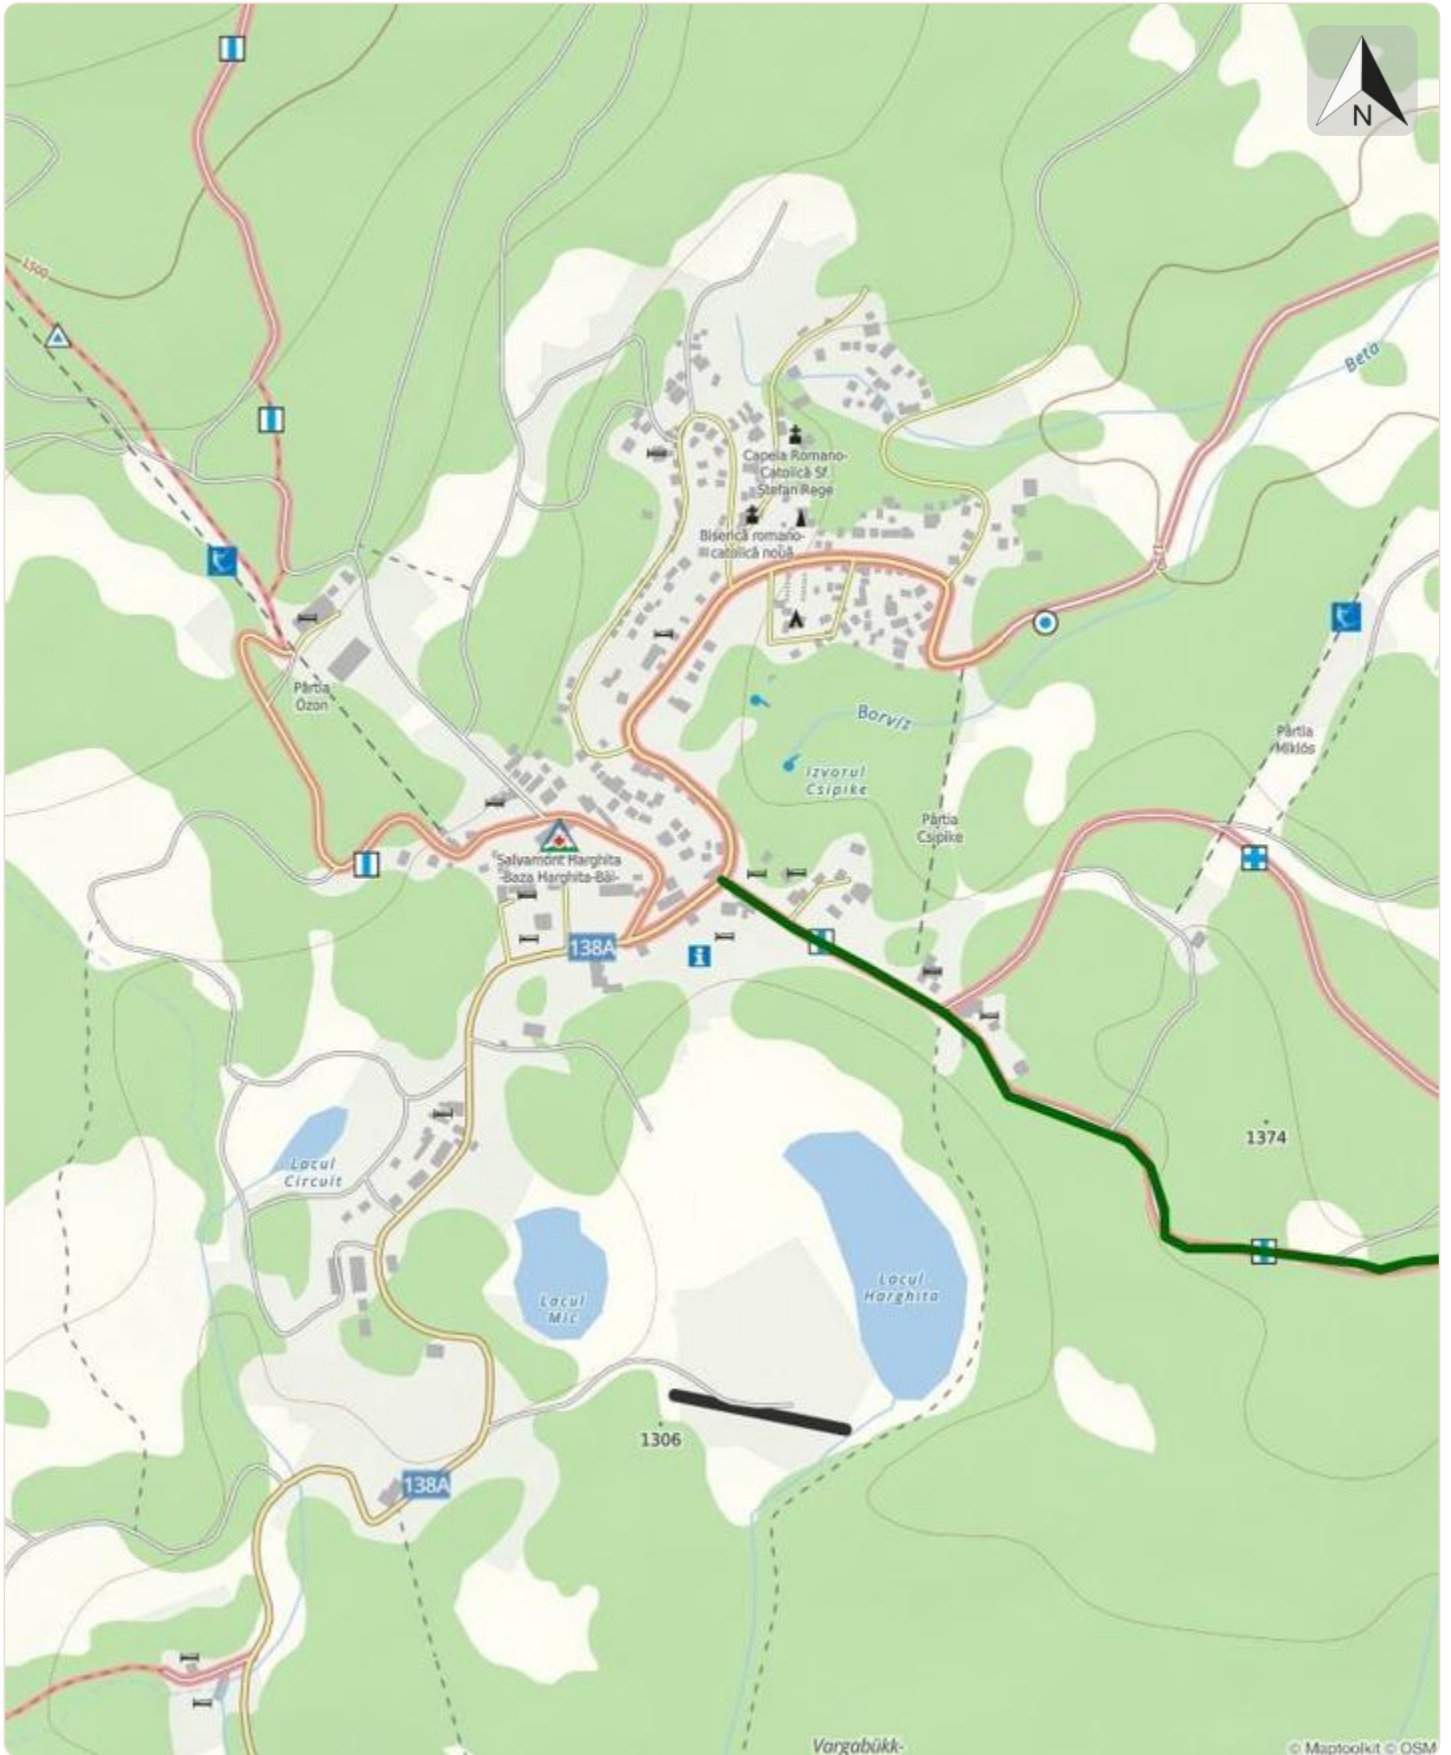 N
1500
Beta
Capela Romano-
Catolică Sf.
Ștefan Rege
Biserică romano-
catolică nouă
Pârtia
Ozon
Borviz
Izvorul
Csipike
Pârtia
Miklós
Pârtia
Csipike
Salvamont Harghita
-Baza Harghita-Băi-
138A
i
1374
Lacul
Circuit
Lacul
Mic
Lacul
Harghita
1306
138A
Vargabükk-
© Maptoolkit © OSM